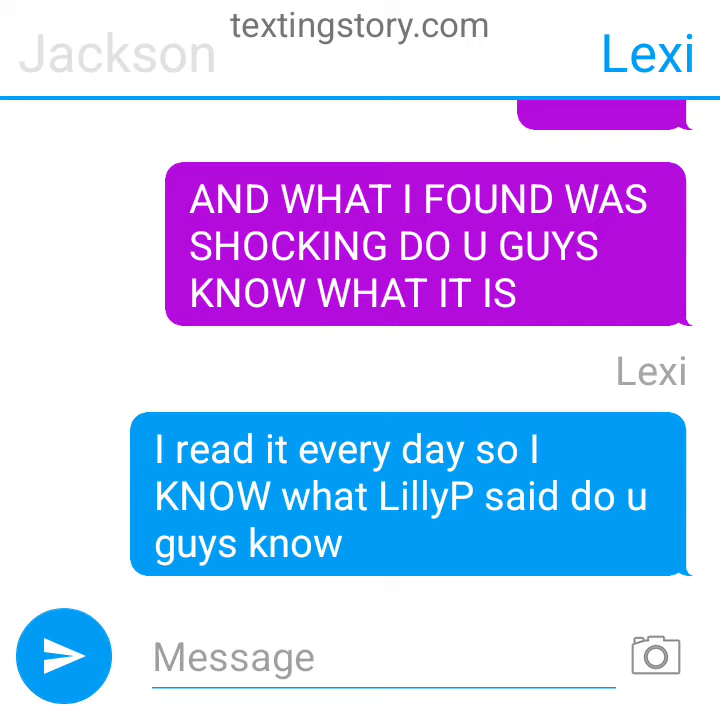 textingstory.com
Jackson Lexi
AND WHAT I FOUND WAS
SHOCKING DO U GUYS
KNOW WHAT IT IS
Lexi
I read it every day so I
KNOW what LillyP said do u
guys know
Message